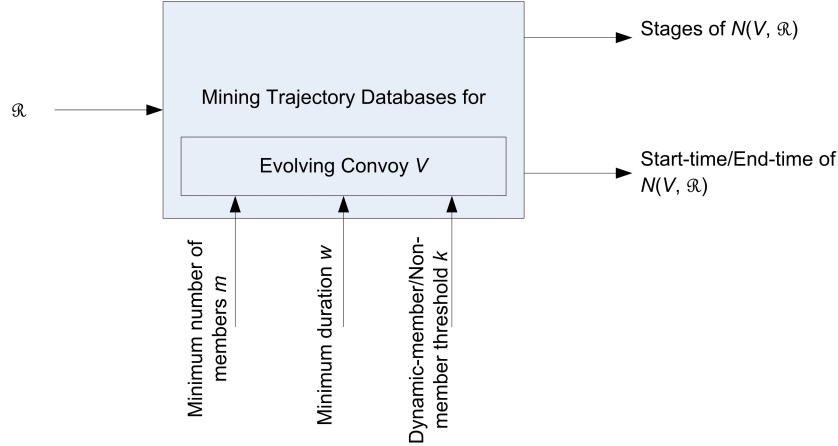 Stages of N(V, ℛ)
ℛ
Mining Trajectory Databases for
Evolving Convoy V
Start-time/End-time of
N(V, ℛ)
Minimum number of
members m
Minimum duration w
Dynamic-member/Non-
member threshold k